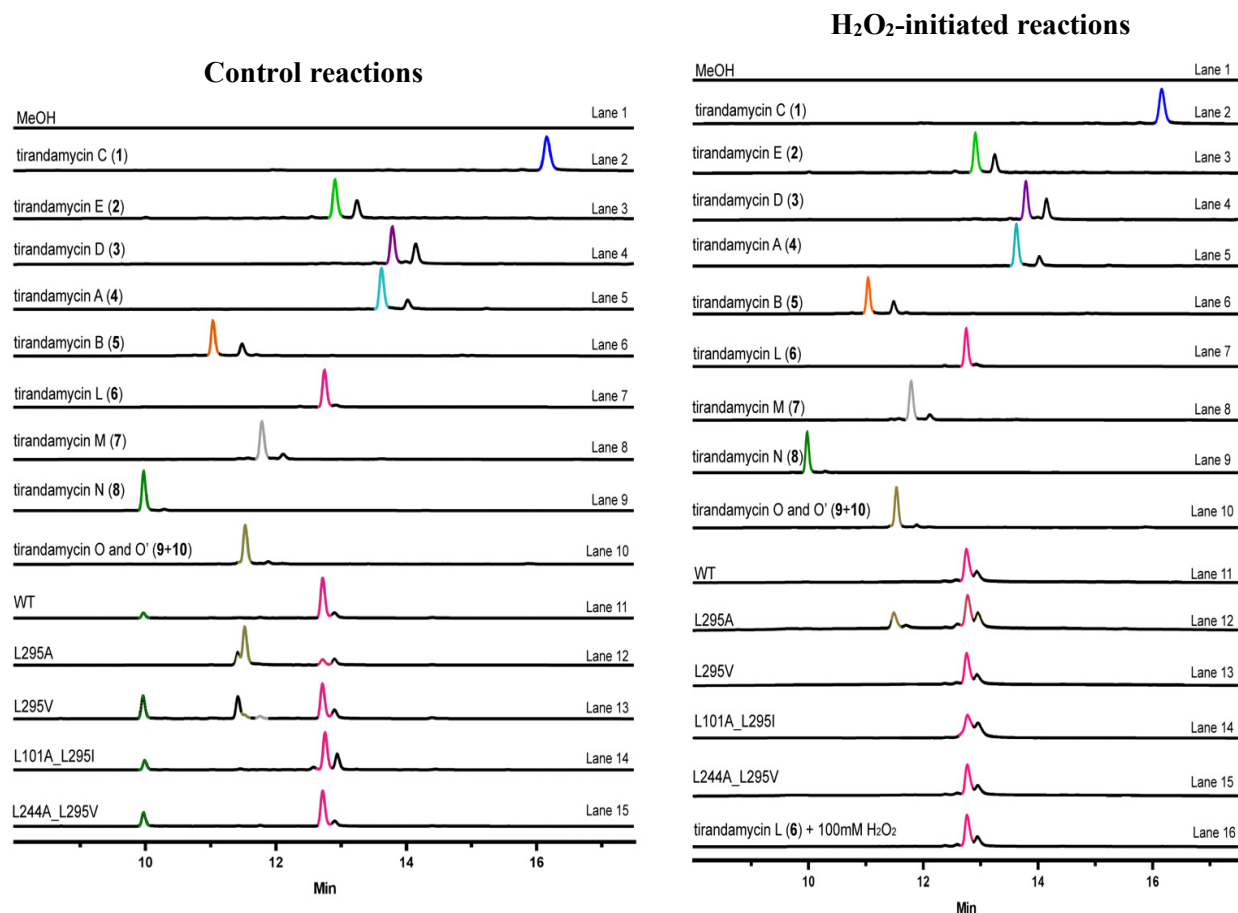 Control reactions
MeOH Lane 1
tirandamycin C (1) Lane 2
tirandamycin E (2) Lane 3
tirandamycin D (3) Lane 4
tirandamycin A (4) Lane 5
tirandamycin B (5) Lane 6
tirandamycin L (6) Lane 7
tirandamycin M (7) Lane 8
tirandamycin N (8) Lane 9
tirandamycin O and O' (9+10) Lane 10
WT Lane 11
L295A Lane 12
L295V Lane 13
L101A_L295I Lane 14
L244A_L295V Lane 15
10 12 14 16
Min
H₂O₂-initiated reactions
MeOH Lane 1
tirandamycin C (1) Lane 2
tirandamycin E (2) Lane 3
tirandamycin D (3) Lane 4
tirandamycin A (4) Lane 5
tirandamycin B (5) Lane 6
tirandamycin L (6) Lane 7
tirandamycin M (7) Lane 8
tirandamycin N (8) Lane 9
tirandamycin O and O' (9+10) Lane 10
WT Lane 11
L295A Lane 12
L295V Lane 13
L101A_L295I Lane 14
L244A_L295V Lane 15
tirandamycin L (6) + 100mM H₂O₂ Lane 16
10 12 14 16
Min